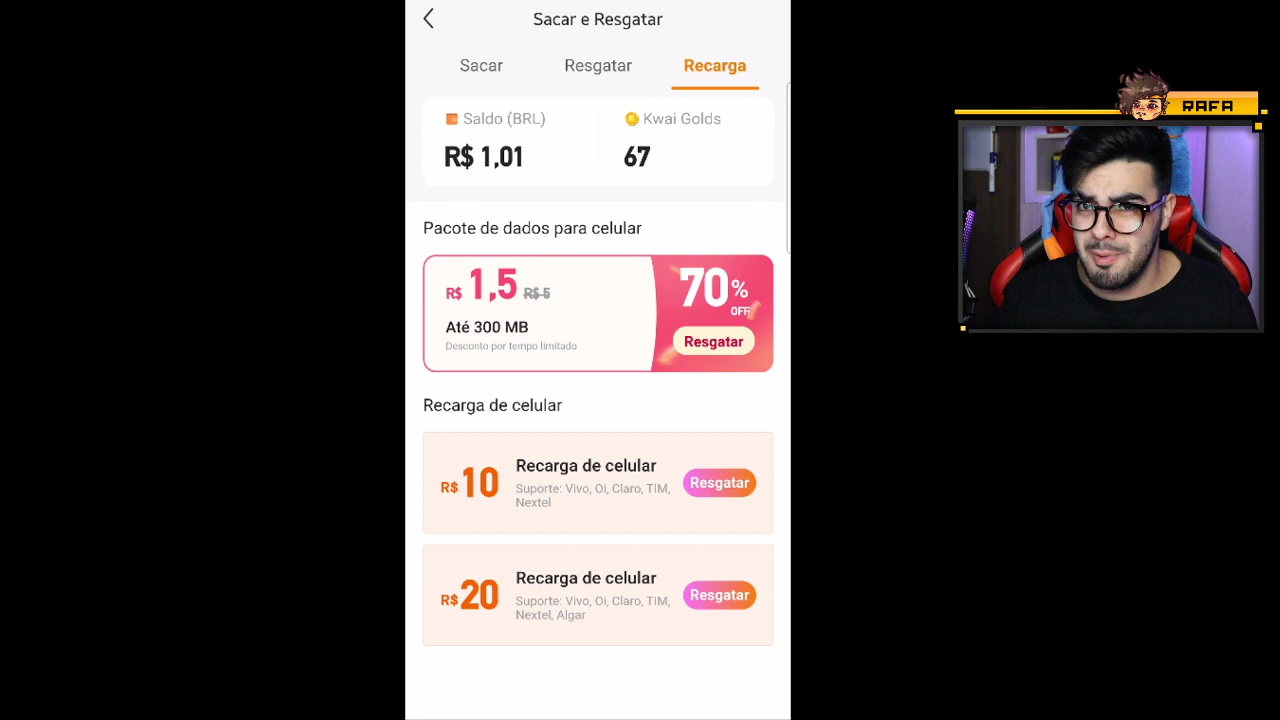 Sacar e Resgatar
Sacar
Resgatar
Recarga
Saldo (BRL)
Kwai Golds
R$ 1,01
67
Pacote de dados para celular
R$ 1,5 R$ 5
Até 300 MB
Desconto por tempo limitado
70% OFF
Resgatar
Recarga de celular
R$ 10
Recarga de celular
Suporte: Vivo, Oi, Claro, TIM,
Nextel
Resgatar
R$ 20
Recarga de celular
Suporte: Vivo, Oi, Claro, TIM,
Nextel, Algar
Resgatar
RAFA